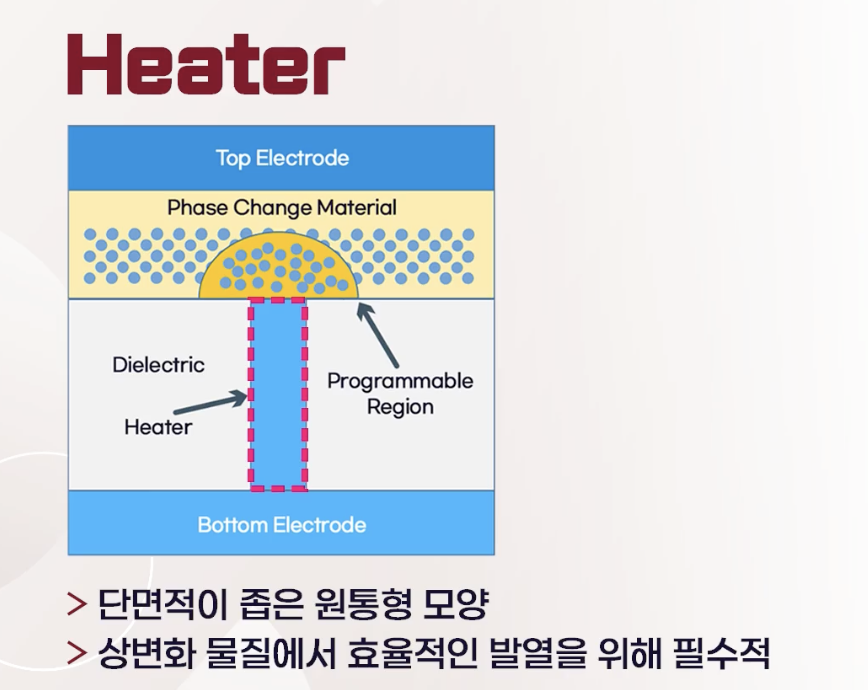 Heater
Top Electrode
Phase Change Material
Dielectric
Heater
Programmable
Region
Bottom Electrode
> 단면적이 좁은 원통형 모양
> 상변화 물질에서 효율적인 발열을 위해 필수적